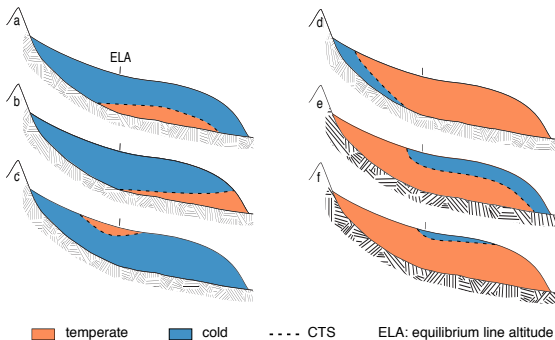 a
ELA
b
c
d
e
f
temperate
cold
CTS
ELA: equilibrium line altitude